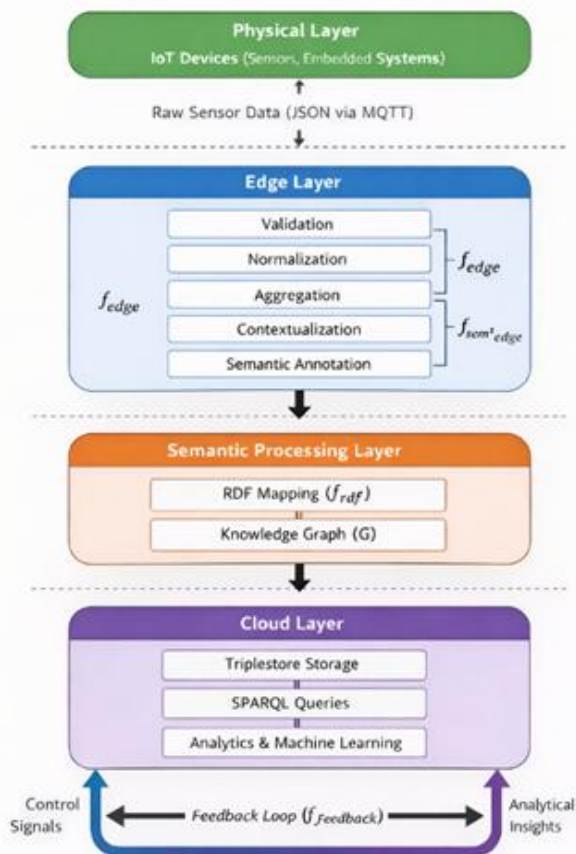 Physical Layer
IoT Devices (Sensors, Embedded Systems)
Raw Sensor Data (JSON via MQTT)
Edge Layer
Validation
Normalization
Aggregation
Contextualization
Semantic Annotation
f_edge
f_edge
f_sem's_edge
Semantic Processing Layer
RDF Mapping (f_rdf)
Knowledge Graph (G)
Cloud Layer
Triplestore Storage
SPARQL Queries
Analytics & Machine Learning
Control
Signals
Feedback Loop (f_Feedback)
Analytical
Insights